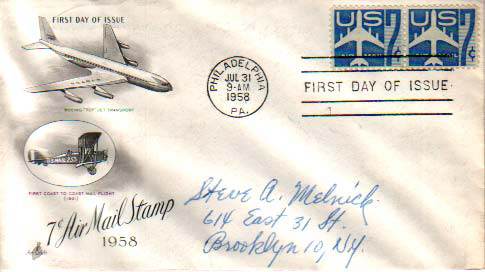 FIRST DAY OF ISSUE
BOEING "707" JET TRANSPORT
U.S. MAIL 253
FIRST COAST TO COAST MAIL FLIGHT
(1921)
7¢ Air Mail Stamp
1958
PHILADELPHIA
JUL 31
9-AM
1958
PA.
US 7¢
US 7¢
FIRST DAY OF ISSUE
Steve A. Melnick
614 East 31 St.
Brooklyn 10, N.Y.